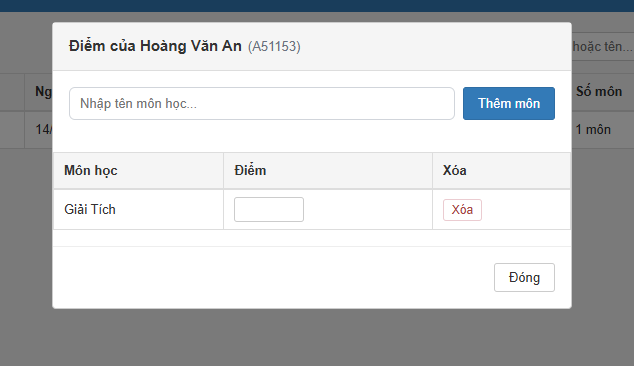 Điểm của Hoàng Văn An (A51153)
hoặc tên...
Nhập tên môn học...
Thêm môn
Số môn
14/
1 môn
Môn học
Điểm
Xóa
Giải Tích
Xóa
Đóng